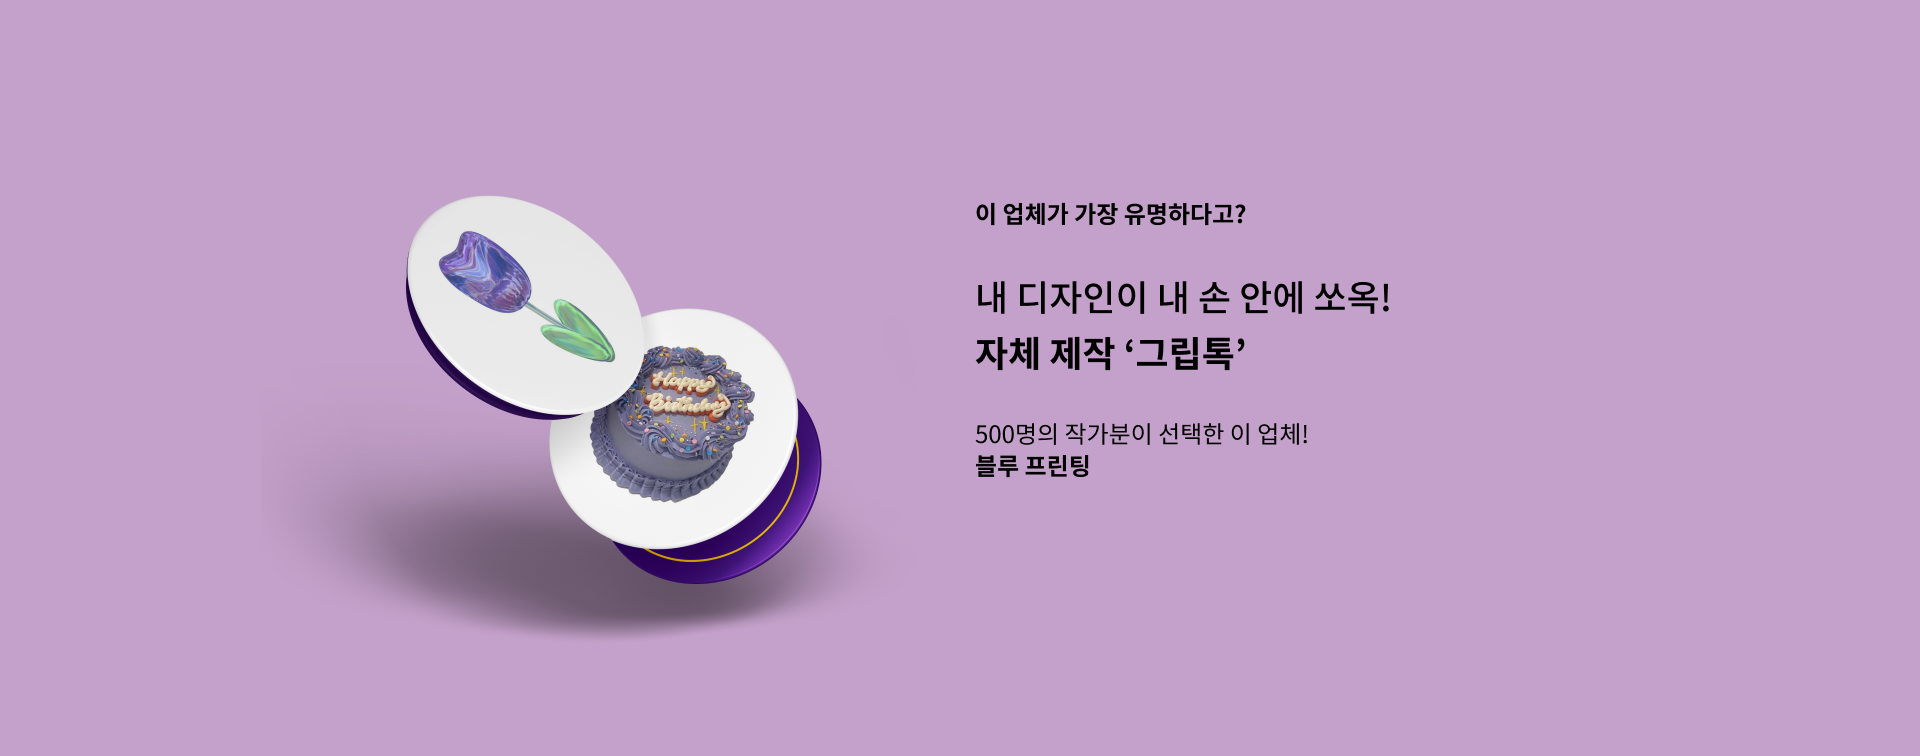 이 업체가 가장 유명하다고?
내 디자인이 내 손 안에 쏘옥!
자체 제작 ‘그립톡’
500명의 작가분이 선택한 이 업체!
블루 프린팅
Happy
Birthday